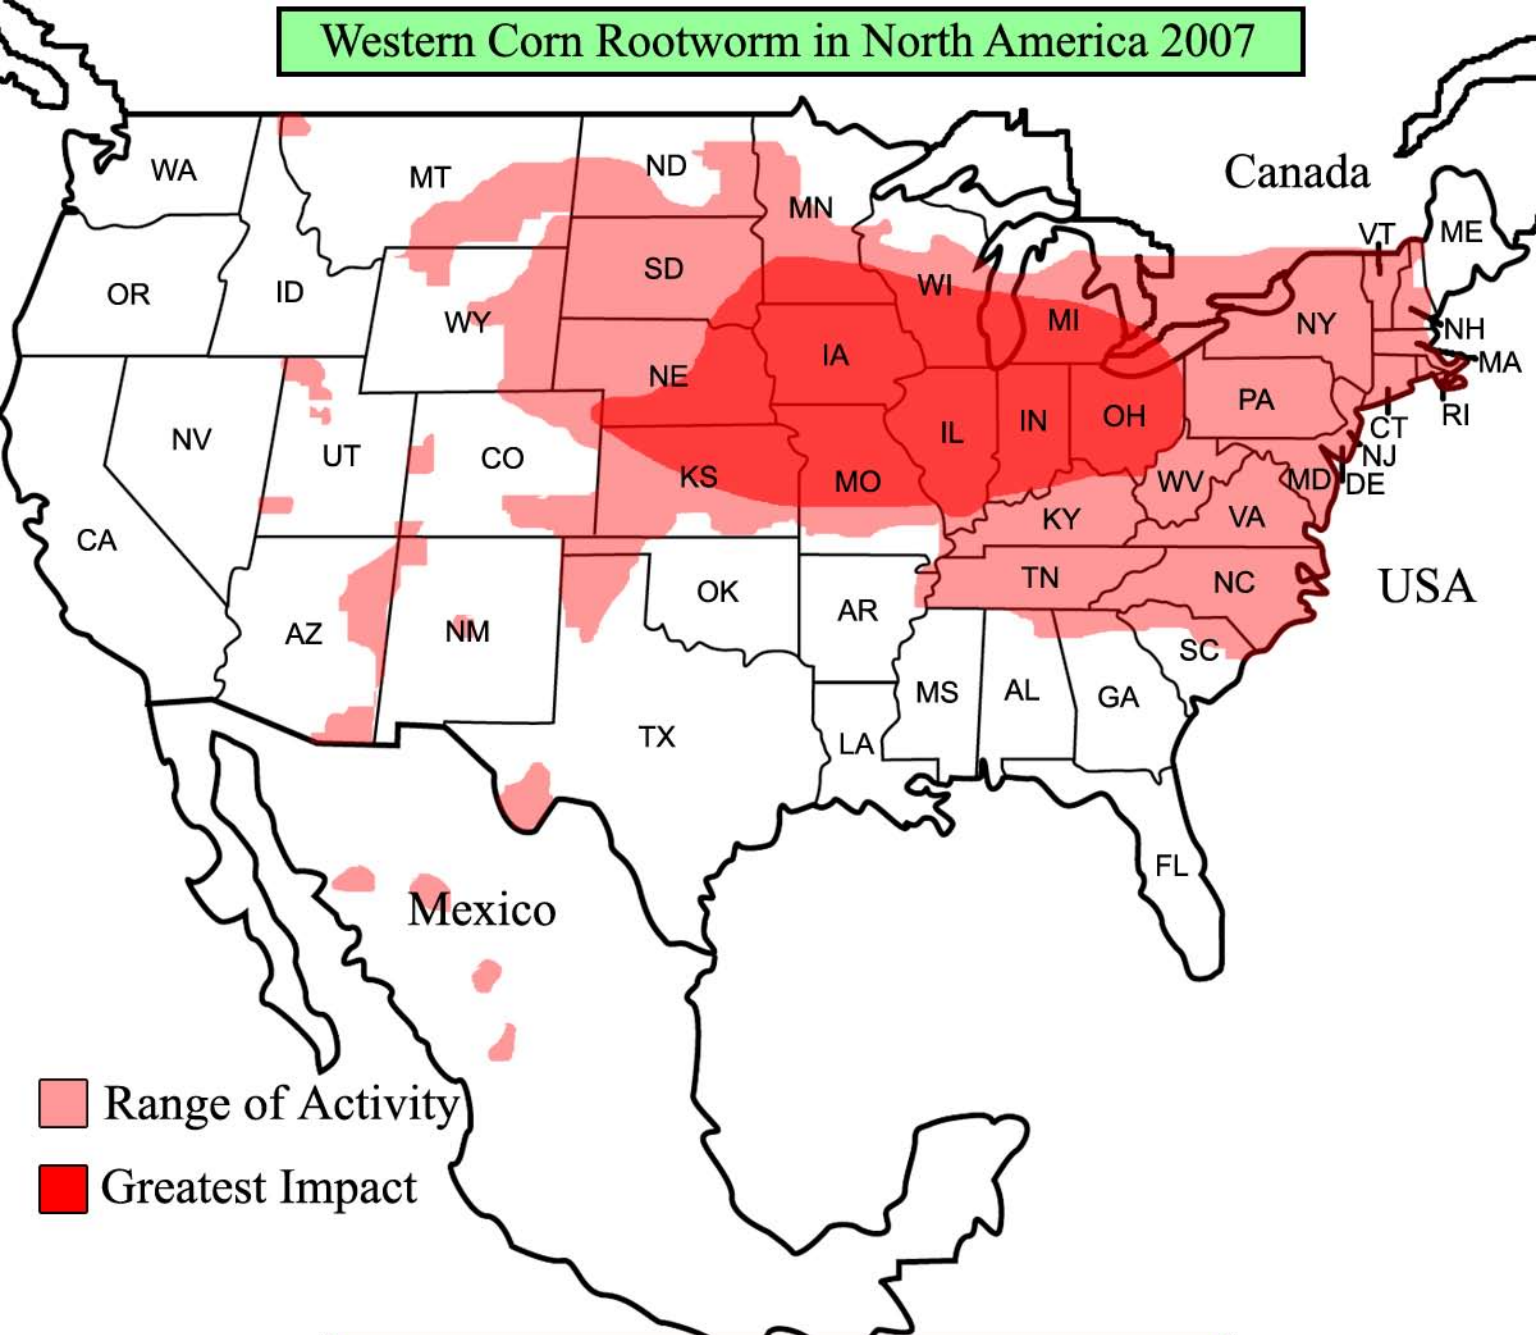 Western Corn Rootworm in North America 2007
Canada
WA
MT
ND
MN
VT
ME
OR
ID
SD
WI
WY
MI
NY
NH
IA
MA
NE
PA
NV
UT
CO
IL
IN
OH
CT
RI
NJ
KS
MO
WV
MD
DE
CA
KY
VA
USA
OK
TN
NC
AR
AZ
NM
SC
MS
AL
GA
TX
LA
FL
Mexico
Range of Activity
Greatest Impact